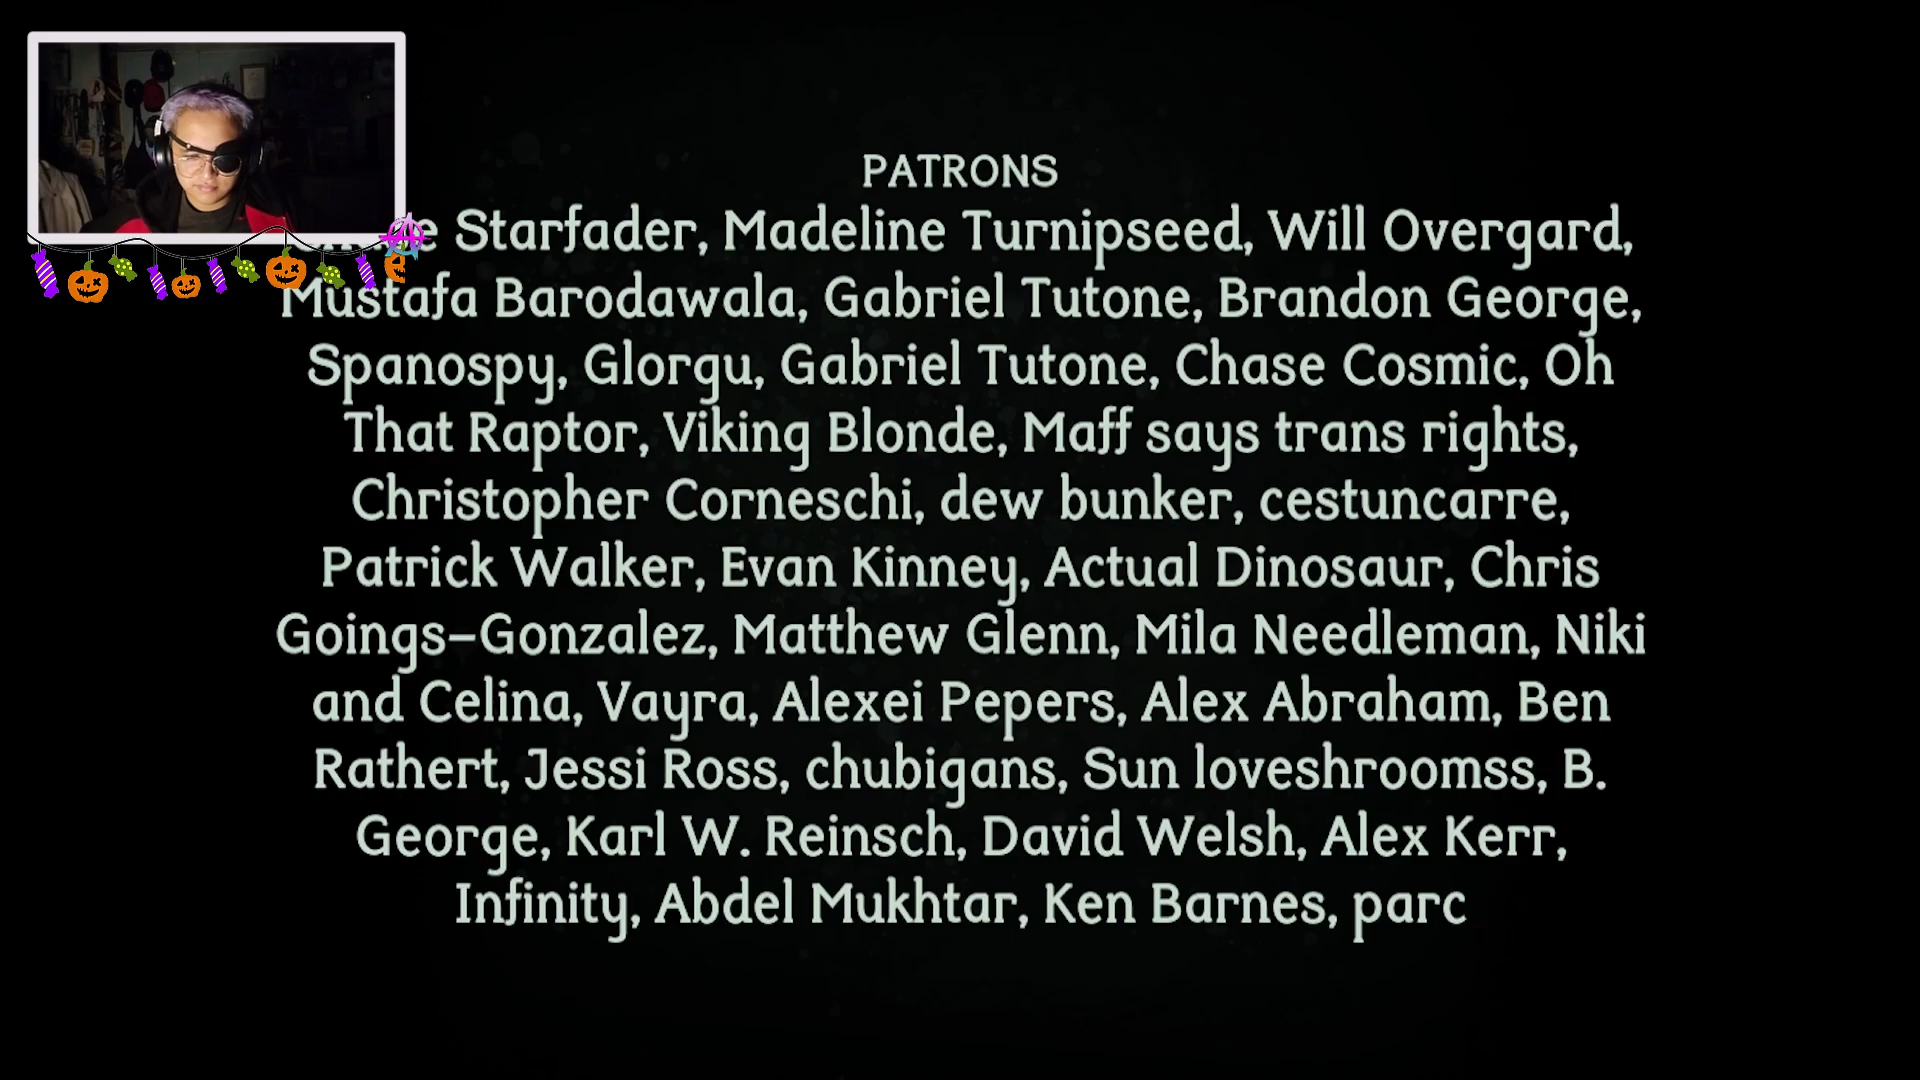 PATRONS
Starfader, Madeline Turnipseed, Will Overgard,
Mustafa Barodawala, Gabriel Tutone, Brandon George,
Spanospy, Glorgu, Gabriel Tutone, Chase Cosmic, Oh
That Raptor, Viking Blonde, Maff says trans rights,
Christopher Corneschi, dew bunker, cestuncarre,
Patrick Walker, Evan Kinney, Actual Dinosaur, Chris
Goings-Gonzalez, Matthew Glenn, Mila Needleman, Niki
and Celina, Vayra, Alexei Pepers, Alex Abraham, Ben
Rathert, Jessi Ross, chubigans, Sun loveshroomss, B.
George, Karl W. Reinsch, David Welsh, Alex Kerr,
Infinity, Abdel Mukhtar, Ken Barnes, parc